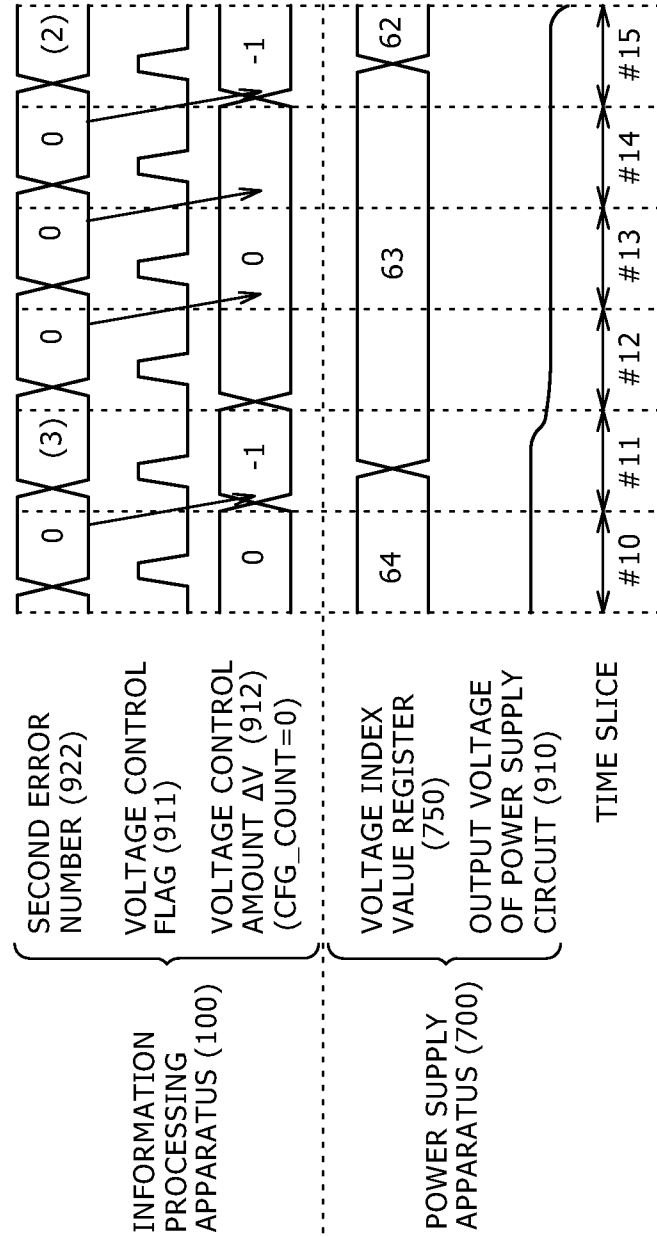 INFORMATION
PROCESSING
APPARATUS (100)
SECOND ERROR
NUMBER (922)
0
(3)
0
0
0
(2)
VOLTAGE CONTROL
FLAG (911)
VOLTAGE CONTROL
AMOUNT ΔV (912)
(CFG_COUNT=0)
0
-1
0
-1
POWER SUPPLY
APPARATUS (700)
VOLTAGE INDEX
VALUE REGISTER
(750)
64
63
62
OUTPUT VOLTAGE
OF POWER SUPPLY
CIRCUIT (910)
TIME SLICE
#10
#11
#12
#13
#14
#15